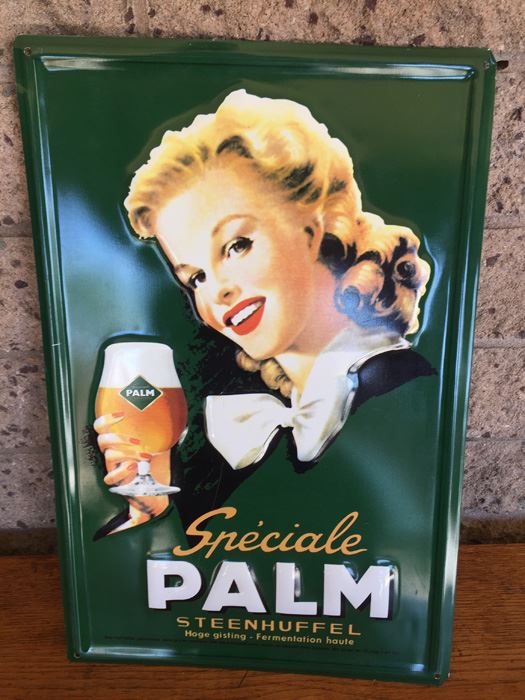 PALM
Spéciale
PALM
STEENHUFFEL
Hoge gisting - Fermentation haute